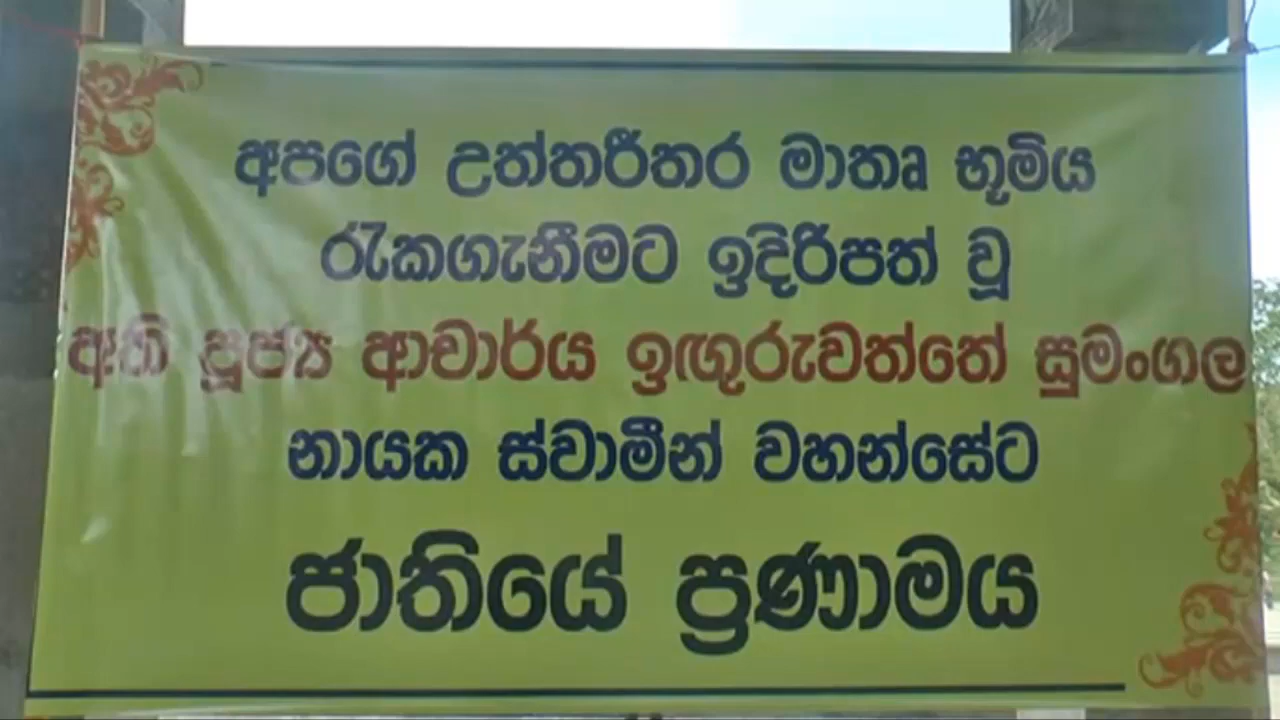 අපගේ උත්තරීතර මාතෘ භූමිය
රැකගැනීමට ඉදිරිපත් වූ
අති පූජ්‍ය ආචාර්ය ඉඟුරුවත්තේ සුමංගල
නායක ස්වාමීන් වහන්සේට
ජාතියේ ප්‍රණාමය